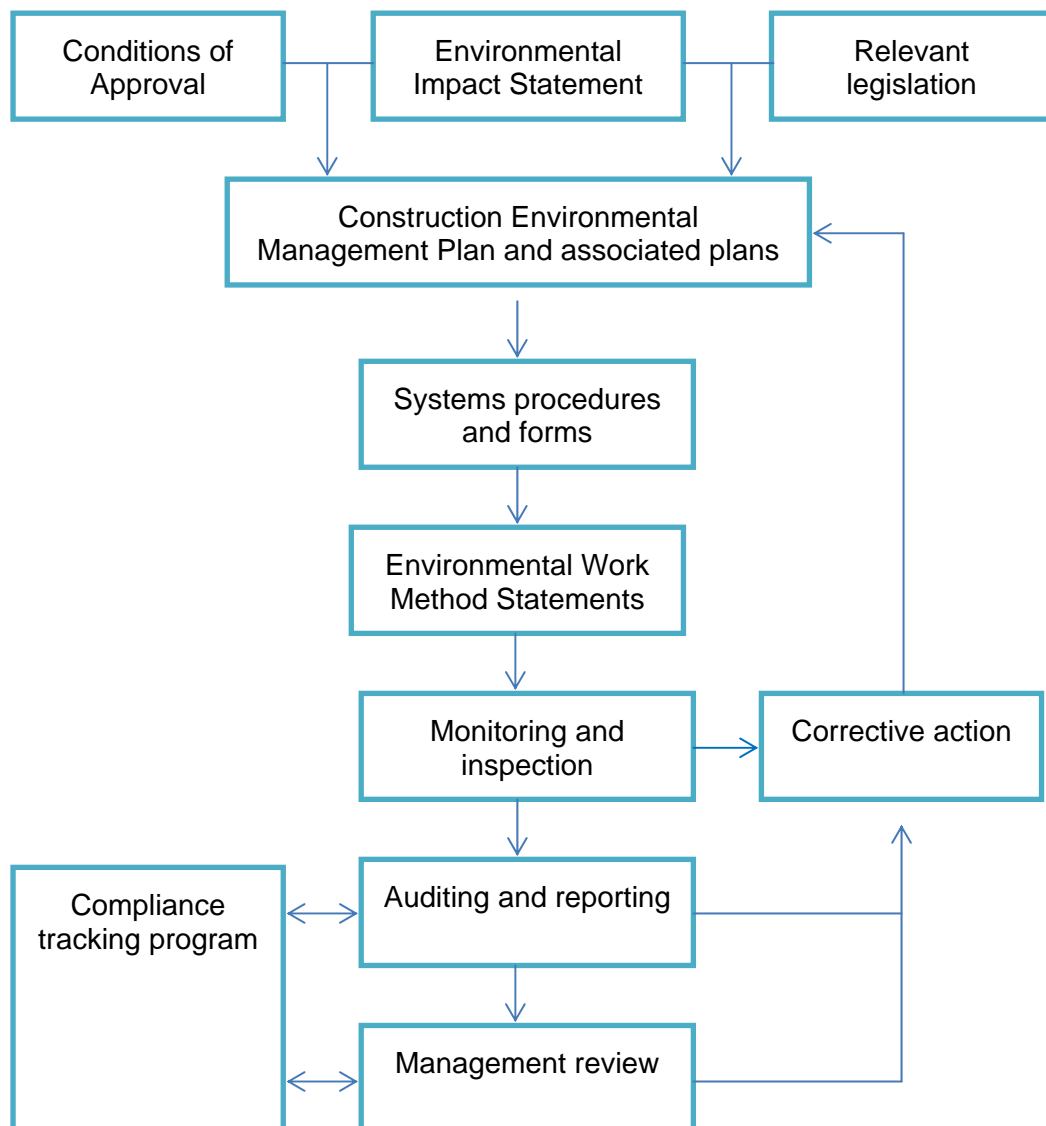 Conditions of
Approval
Environmental
Impact Statement
Relevant
legislation
Construction Environmental
Management Plan and associated plans
Systems procedures
and forms
Environmental Work
Method Statements
Monitoring and
inspection
Corrective action
Auditing and reporting
Compliance
tracking program
Management review